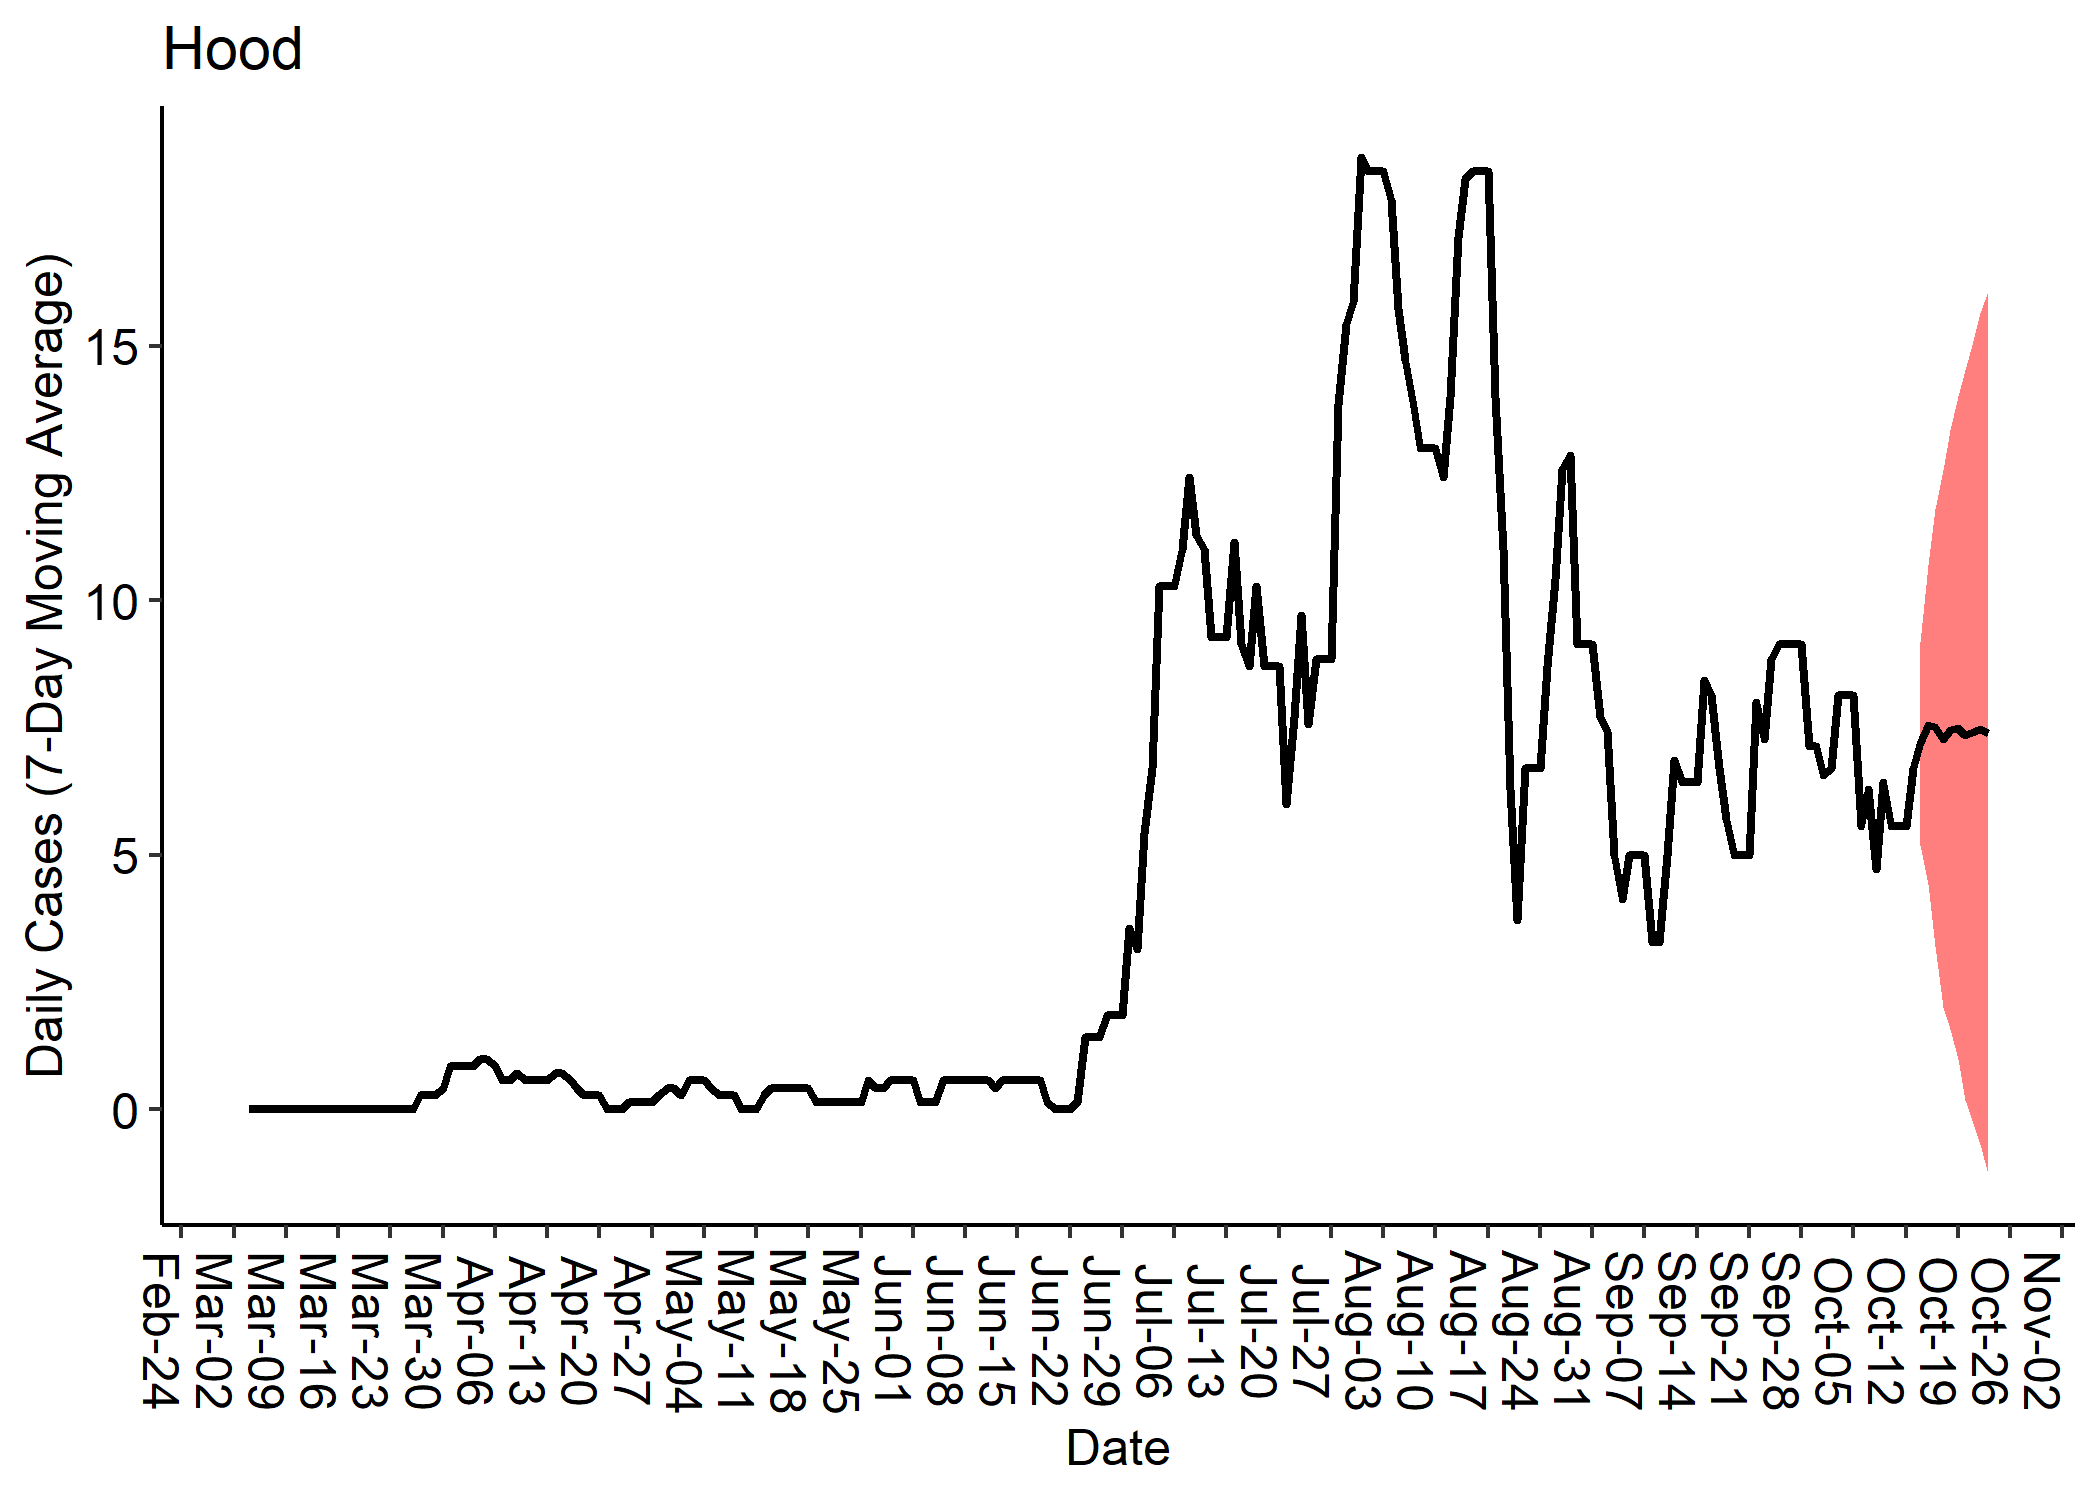 Hood
Daily Cases (7-Day Moving Average)
15
10
5
0
Feb-24
Mar-02
Mar-09
Mar-16
Mar-23
Mar-30
Apr-06
Apr-13
Apr-20
Apr-27
May-04
May-11
May-18
May-25
Jun-01
Jun-08
Jun-15
Jun-22
Jun-29
Jul-06
Jul-13
Jul-20
Jul-27
Aug-03
Aug-10
Aug-17
Aug-24
Aug-31
Sep-07
Sep-14
Sep-21
Sep-28
Oct-05
Oct-12
Oct-19
Oct-26
Nov-02
Date